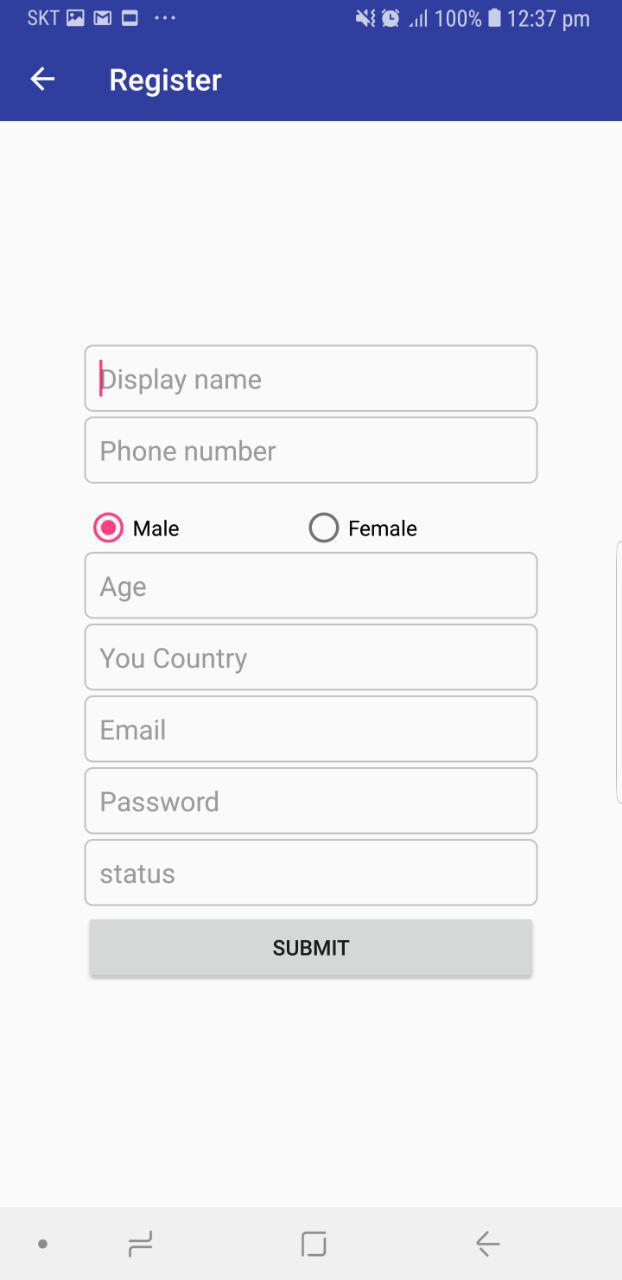 SKT ... 100% 12:37 pm
Register
Display name
Phone number
Male Female
Age
You Country
Email
Password
status
SUBMIT